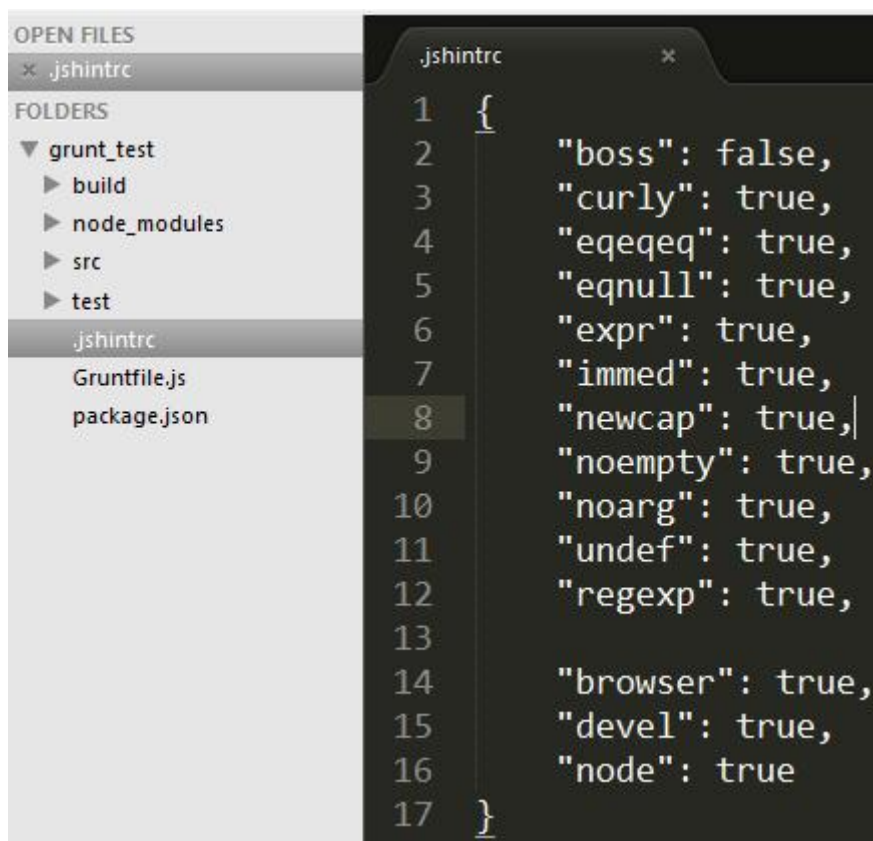 OPEN FILES
× .jshintrc
FOLDERS
▼ grunt_test
▶ build
▶ node_modules
▶ src
▶ test
.jshintrc
Gruntfile.js
package.json
.jshintrc ×
1 {
2 "boss": false,
3 "curly": true,
4 "eqeqeq": true,
5 "eqnull": true,
6 "expr": true,
7 "immed": true,
8 "newcap": true,
9 "noempty": true,
10 "noarg": true,
11 "undef": true,
12 "regexp": true,
13
14 "browser": true,
15 "devel": true,
16 "node": true
17 }